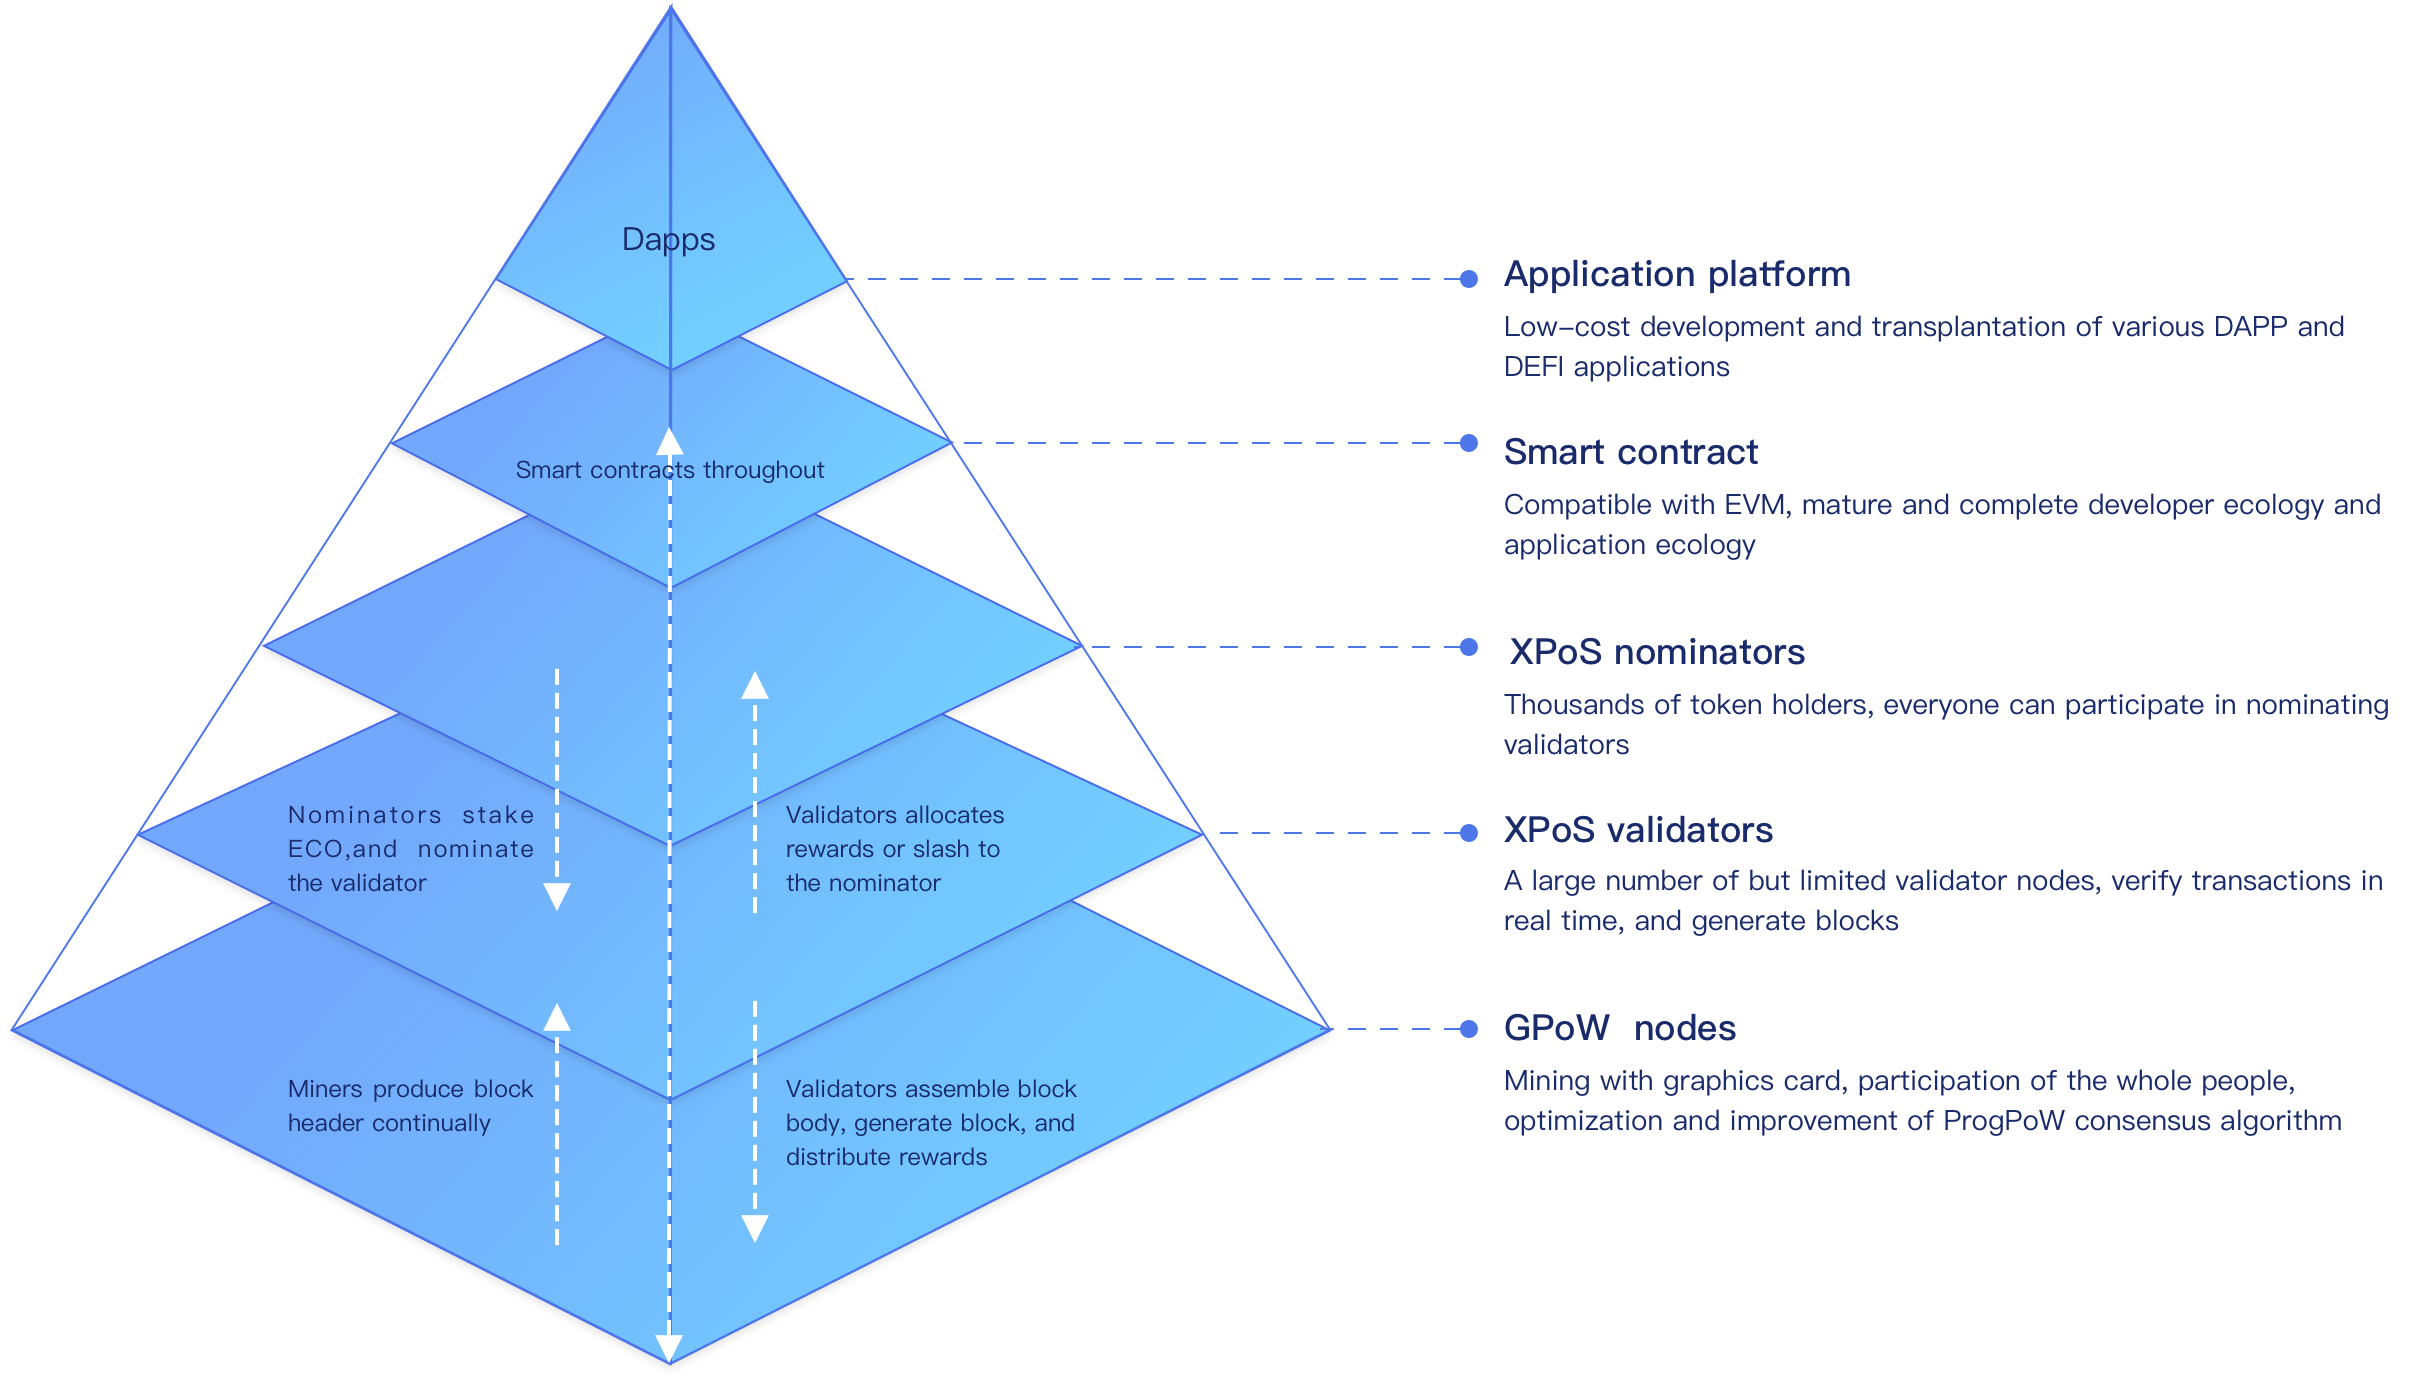 Dapps
Smart contracts throughout
Nominators stake
ECO,and nominate
the validator
Validators allocates
rewards or slash to
the nominator
Miners produce block
header continually
Validators assemble block
body, generate block, and
distribute rewards
Application platform
Low-cost development and transplantation of various DAPP and
DEFI applications
Smart contract
Compatible with EVM, mature and complete developer ecology and
application ecology
XPoS nominators
Thousands of token holders, everyone can participate in nominating
validators
XPoS validators
A large number of but limited validator nodes, verify transactions in
real time, and generate blocks
GPoW nodes
Mining with graphics card, participation of the whole people,
optimization and improvement of ProgPoW consensus algorithm